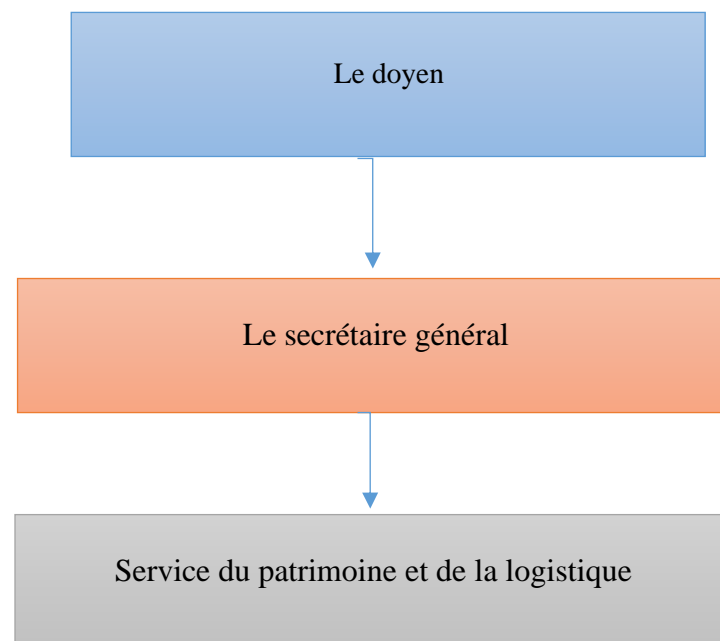 Le doyen
Le secrétaire général
Service du patrimoine et de la logistique